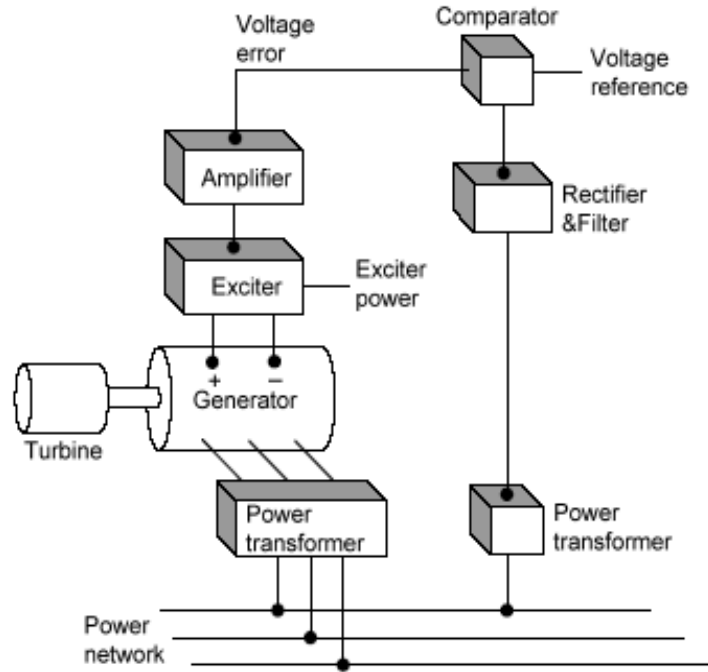 Comparator
Voltage
error
Voltage
reference
Amplifier
Rectifier
&Filter
Exciter
power
Exciter
+ –
Generator
Turbine
Power
transformer
Power
transformer
Power
network